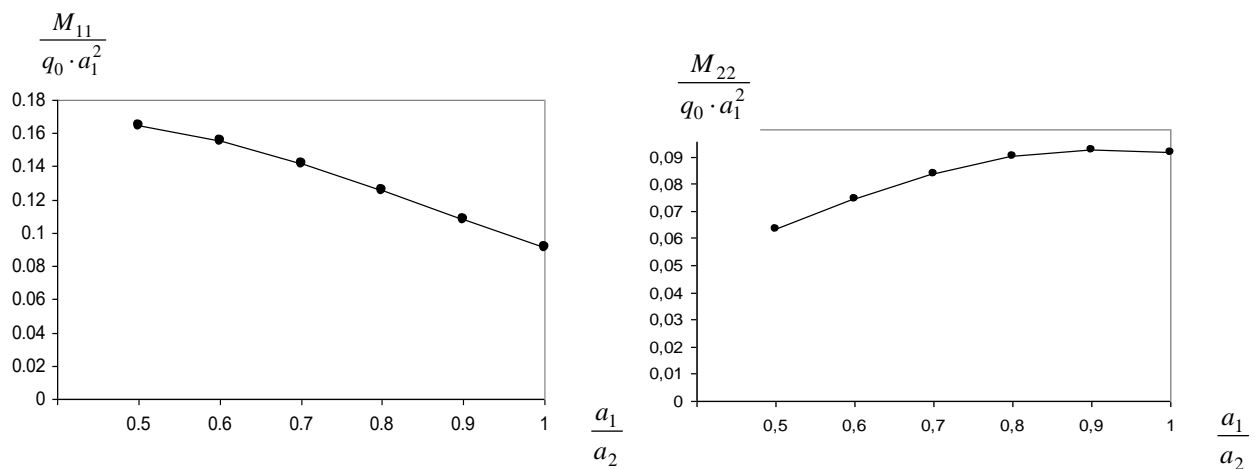 M₁₁
q₀ · a₁²
0.18
0.16
0.14
0.12
0.1
0.08
0.06
0.04
0.02
0
0.5 0.6 0.7 0.8 0.9 1
a₁
a₂
M₂₂
q₀ · a₁²
0,09
0,08
0,07
0,06
0,05
0,04
0,03
0,02
0,01
0
0,5 0,6 0,7 0,8 0,9 1
a₁
a₂